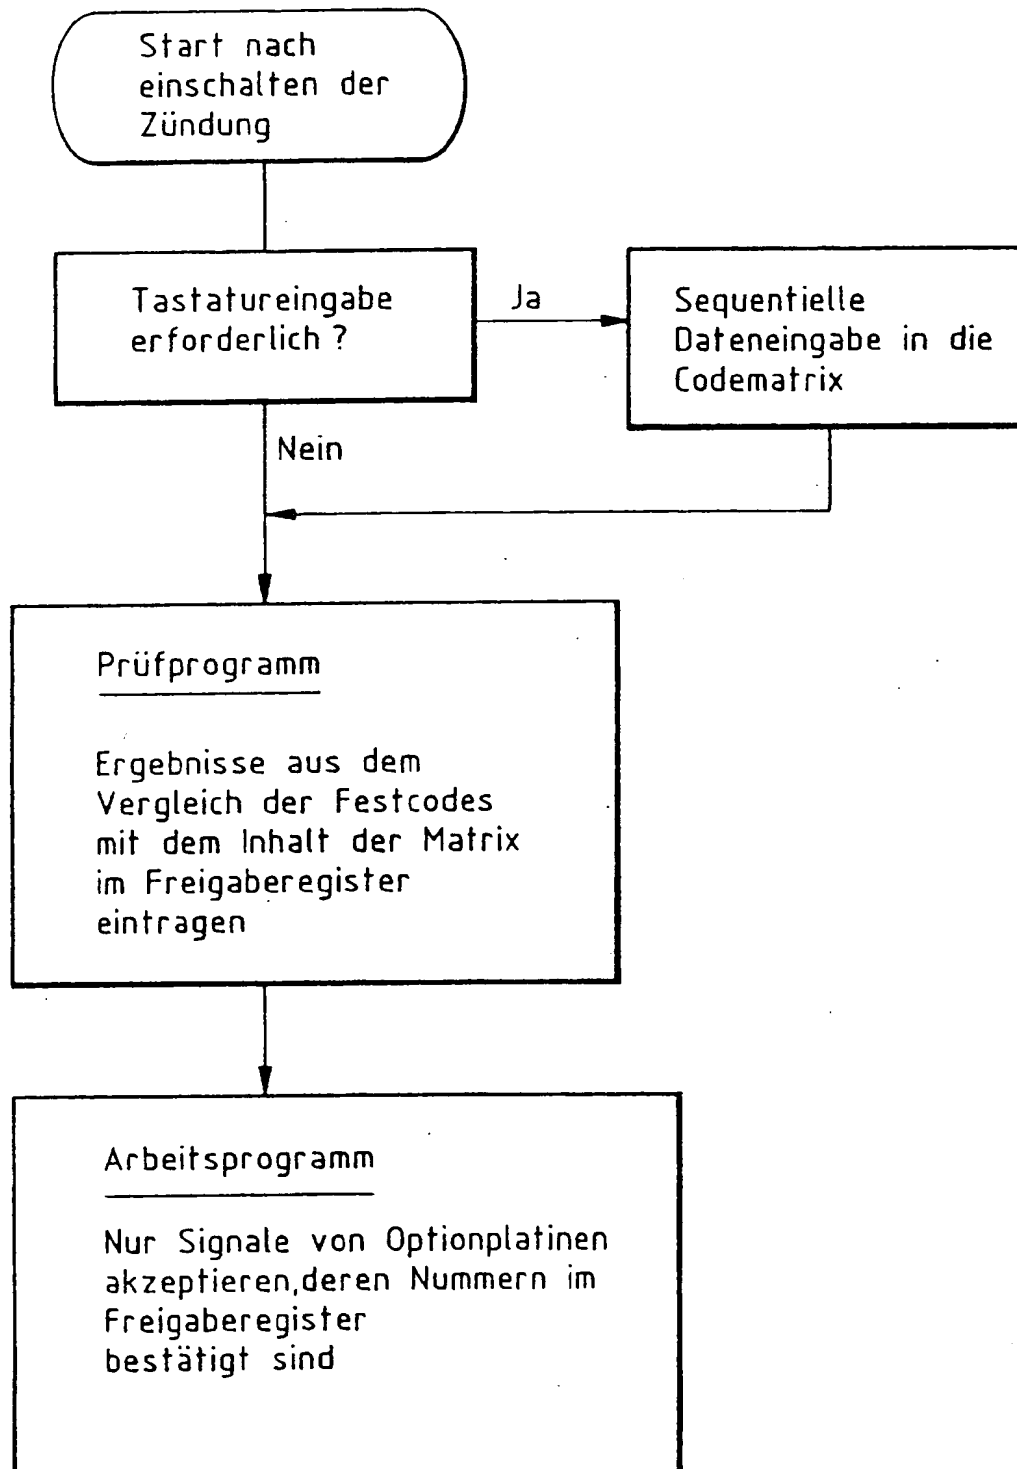 Start nach
einschalten der
Zündung
Tastatureingabe
erforderlich ?
Ja
Sequentielle
Dateneingabe in die
Codematrix
Nein
Prüfprogramm
Ergebnisse aus dem
Vergleich der Festcodes
mit dem Inhalt der Matrix
im Freigaberegister
eintragen
Arbeitsprogramm
Nur Signale von Optionplatinen
akzeptieren,deren Nummern im
Freigaberegister
bestätigt sind